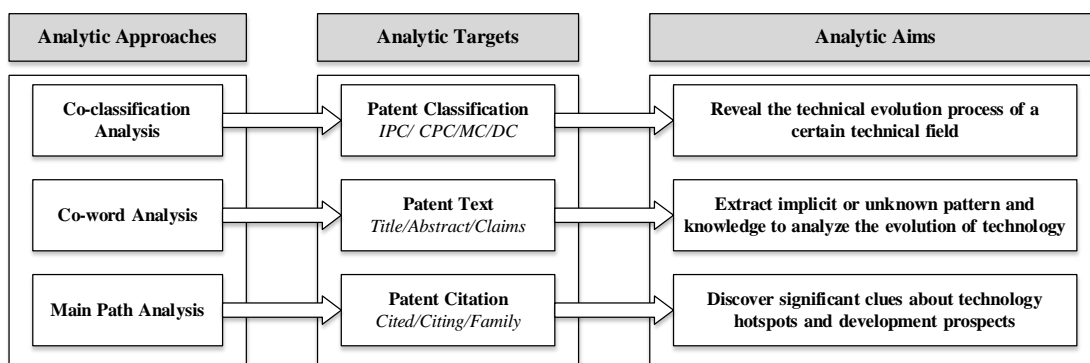 Analytic Approaches
Analytic Targets
Analytic Aims
Co-classification
Analysis
Patent Classification
IPC/ CPC/MC/DC
Reveal the technical evolution process of a
certain technical field
Co-word Analysis
Patent Text
Title/Abstract/Claims
Extract implicit or unknown pattern and
knowledge to analyze the evolution of technology
Main Path Analysis
Patent Citation
Cited/Citing/Family
Discover significant clues about technology
hotspots and development prospects